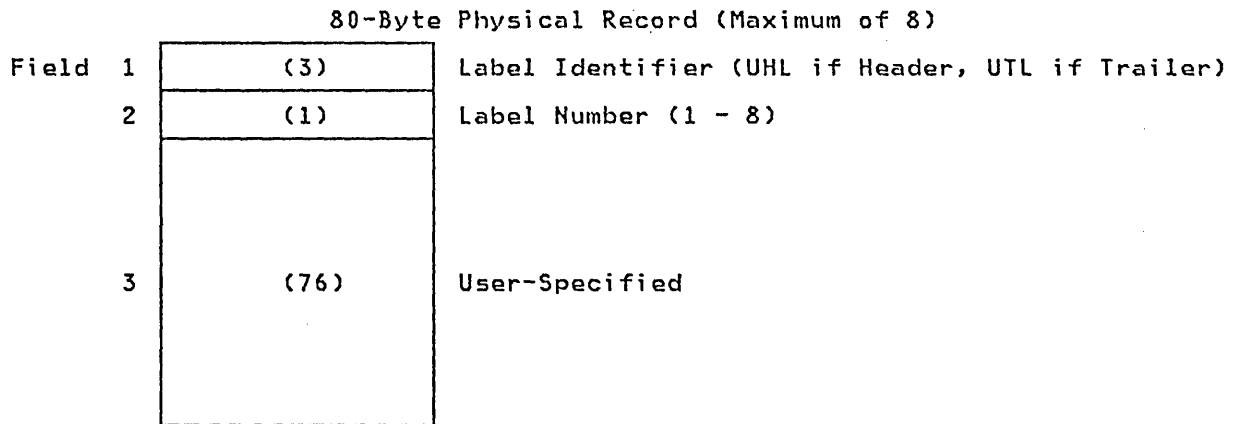 80-Byte Physical Record (Maximum of 8)
Field 1 (3) Label Identifier (UHL if Header, UTL if Trailer)
2 (1) Label Number (1 - 8)
3 (76) User-Specified